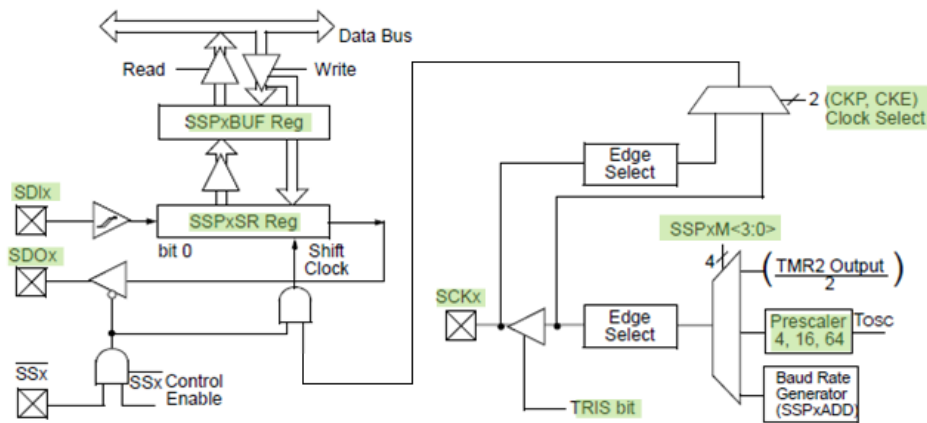 Data Bus
Read
Write
SSPxBUF Reg
2 (CKP, CKE)
Clock Select
Edge
Select
SDIx
SSPxSR Reg
SSPxM<3:0>
bit 0
Shift
Clock
SDOx
4
(TMR2 Output)
2
SCKx
Edge
Select
Prescaler
4, 16, 64
TOSC
SSx
SSx Control
Enable
Baud Rate
Generator
(SSPxADD)
TRIS bit